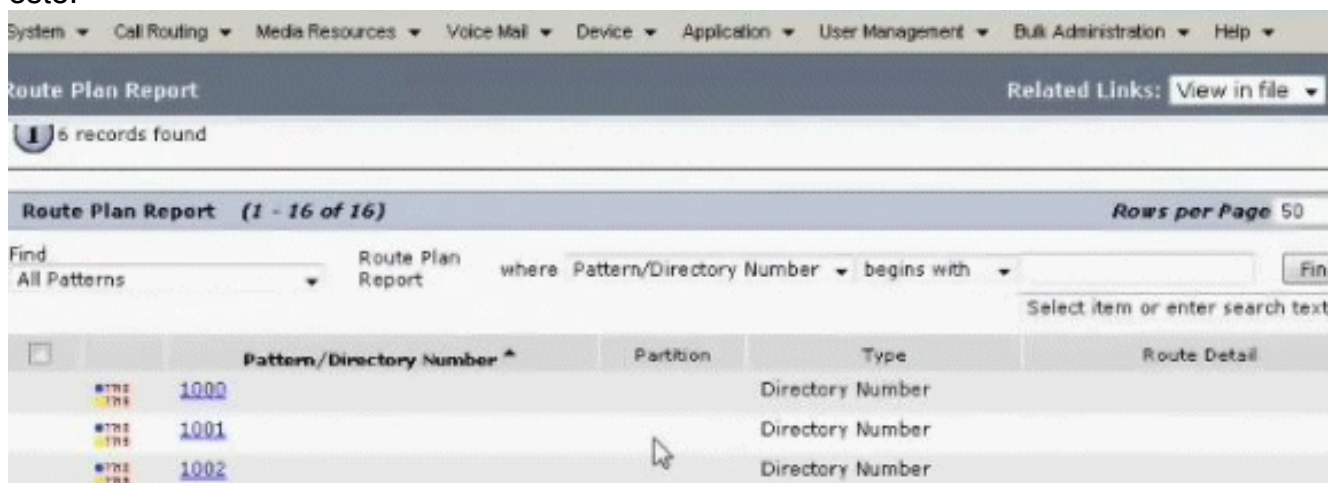 System Call Routing Media Resources Voice Mail Device Application User Management Bulk Administration Help
Route Plan Report Related Links: View in file
6 records found
Route Plan Report (1 - 16 of 16) Rows per Page 50
Find Route Plan Report where Pattern/Directory Number begins with Fin
All Patterns
Select item or enter search text
Pattern/Directory Number Partition Type Route Detail
1000 Directory Number
1001 Directory Number
1002 Directory Number